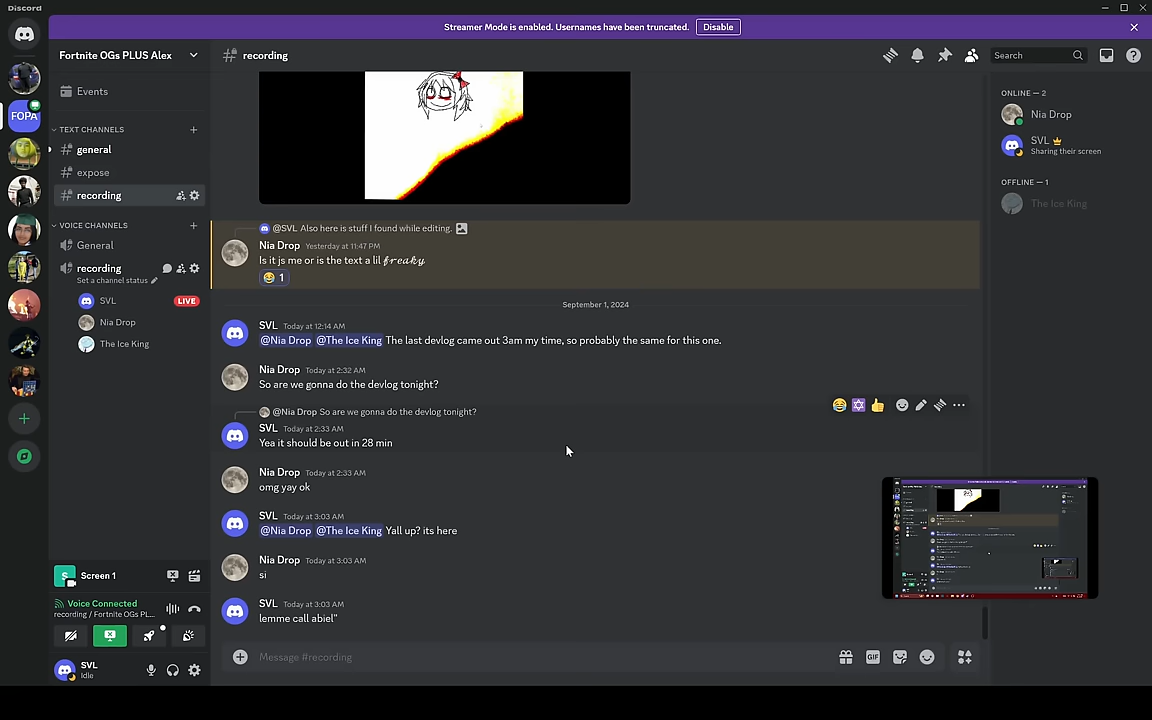 Discord
Streamer Mode is enabled. Usernames have been truncated. Disable
Fortnite OGs PLUS Alex
recording
Search
Events
TEXT CHANNELS
general
expose
recording
VOICE CHANNELS
General
recording
Set a channel status
SVL LIVE
Nia Drop
The Ice King
FOPA
@SVL Also here is stuff I found while editing.
Nia Drop Yesterday at 11:47 PM
Is it js me or is the text a lil 𝓯𝓻𝓮𝓪𝓴𝔂
😂 1
September 1, 2024
SVL Today at 12:14 AM
@Nia Drop @The Ice King The last devlog came out 3am my time, so probably the same for this one.
Nia Drop Today at 2:32 AM
So are we gonna do the devlog tonight?
@Nia Drop So are we gonna do the devlog tonight?
SVL Today at 2:33 AM
Yea it should be out in 28 min
Nia Drop Today at 2:33 AM
omg yay ok
SVL Today at 3:03 AM
@Nia Drop @The Ice King Yall up? its here
Nia Drop Today at 3:03 AM
si
SVL Today at 3:03 AM
lemme call abiel"
Message #recording
GIF
ONLINE — 2
Nia Drop
SVL
Sharing their screen
OFFLINE — 1
The Ice King
S Screen 1
Voice Connected
recording / Fortnite OGs PL...
SVL
Idle